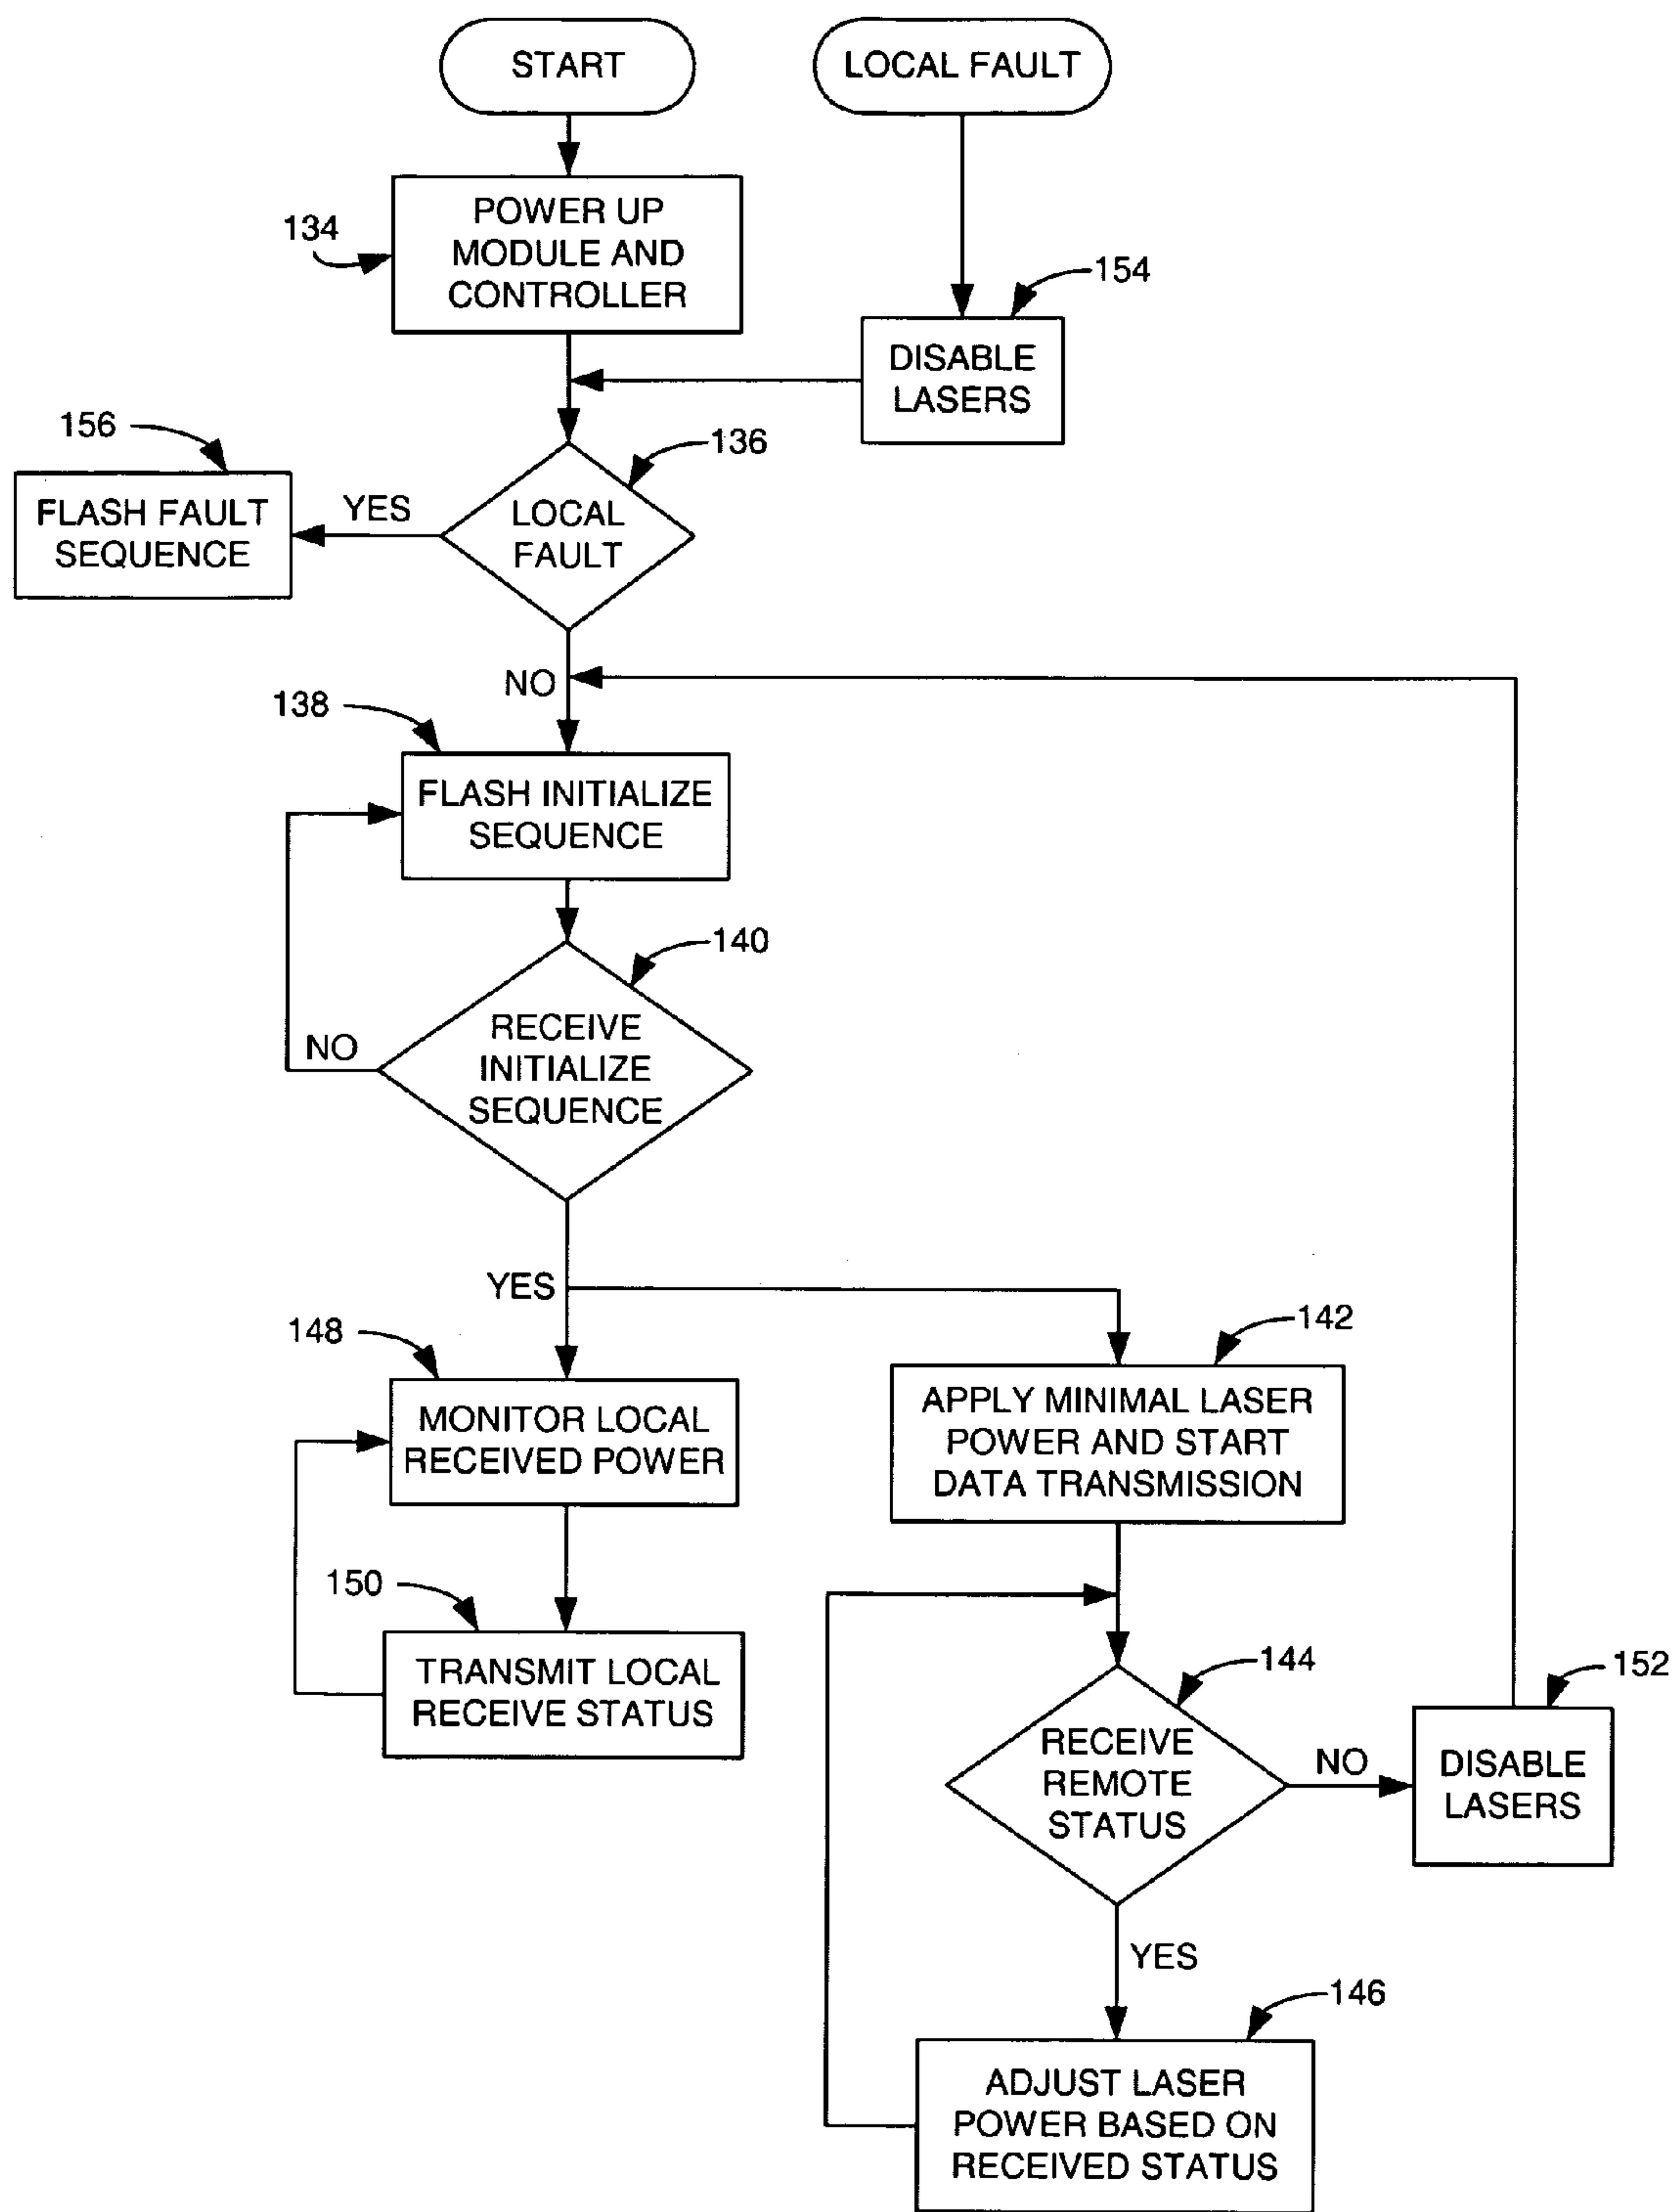 START
LOCAL FAULT
134
POWER UP
MODULE AND
CONTROLLER
154
DISABLE
LASERS
156
136
FLASH FAULT
SEQUENCE
YES
LOCAL
FAULT
NO
138
FLASH INITIALIZE
SEQUENCE
140
NO
RECEIVE
INITIALIZE
SEQUENCE
YES
148
142
MONITOR LOCAL
RECEIVED POWER
APPLY MINIMAL LASER
POWER AND START
DATA TRANSMISSION
150
TRANSMIT LOCAL
RECEIVE STATUS
144
152
RECEIVE
REMOTE
STATUS
NO
DISABLE
LASERS
YES
146
ADJUST LASER
POWER BASED ON
RECEIVED STATUS